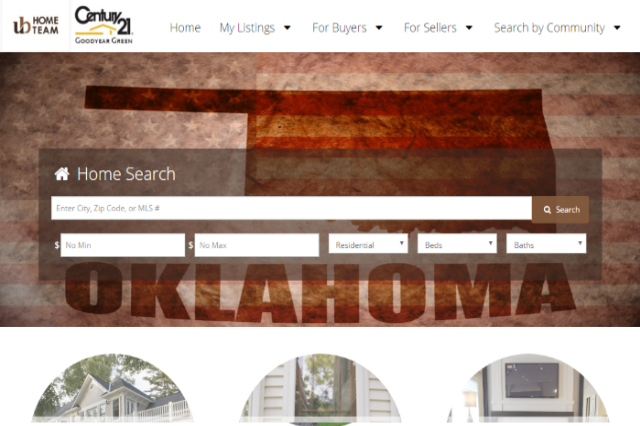 UB HOME TEAM
Century 21
GOODYEAR GREEN
Home My Listings For Buyers For Sellers Search by Community
Home Search
Enter City, Zip Code, or MLS #
Search
$ No Min $ No Max Residential Beds Baths
OKLAHOMA